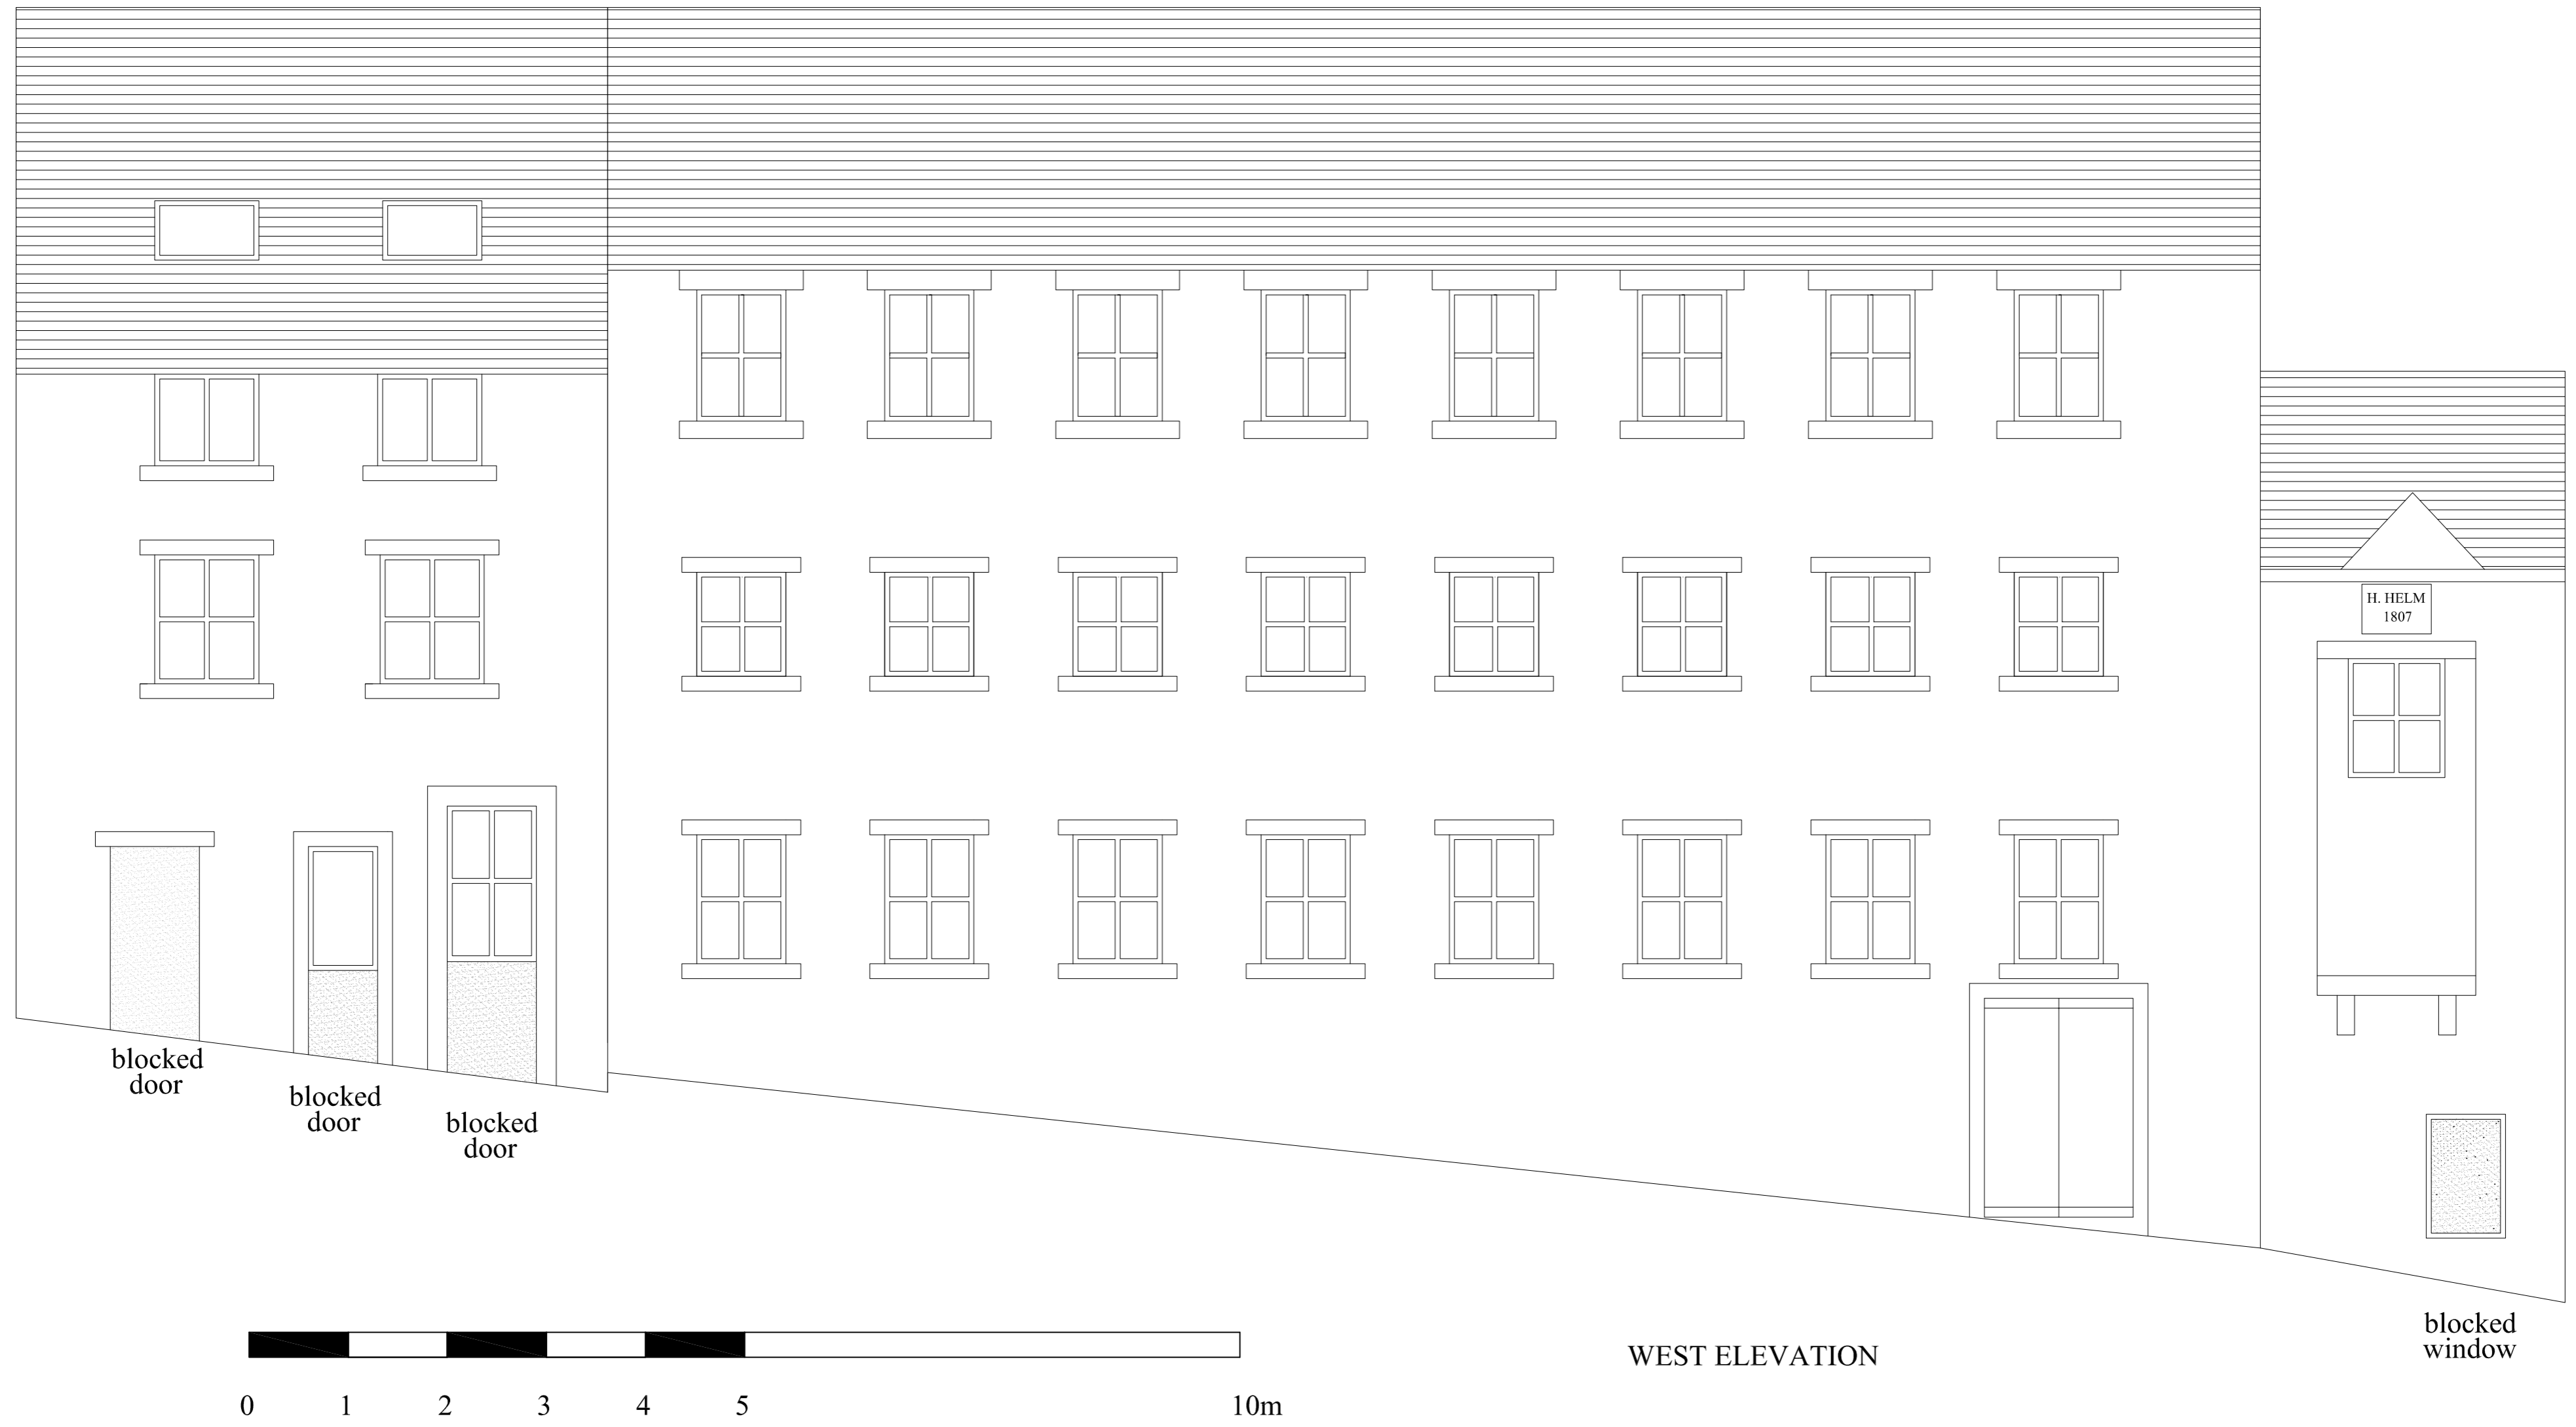 H. HELM
1807
blocked
door
blocked
door
blocked
door
blocked
window
WEST ELEVATION
0 1 2 3 4 5 10m